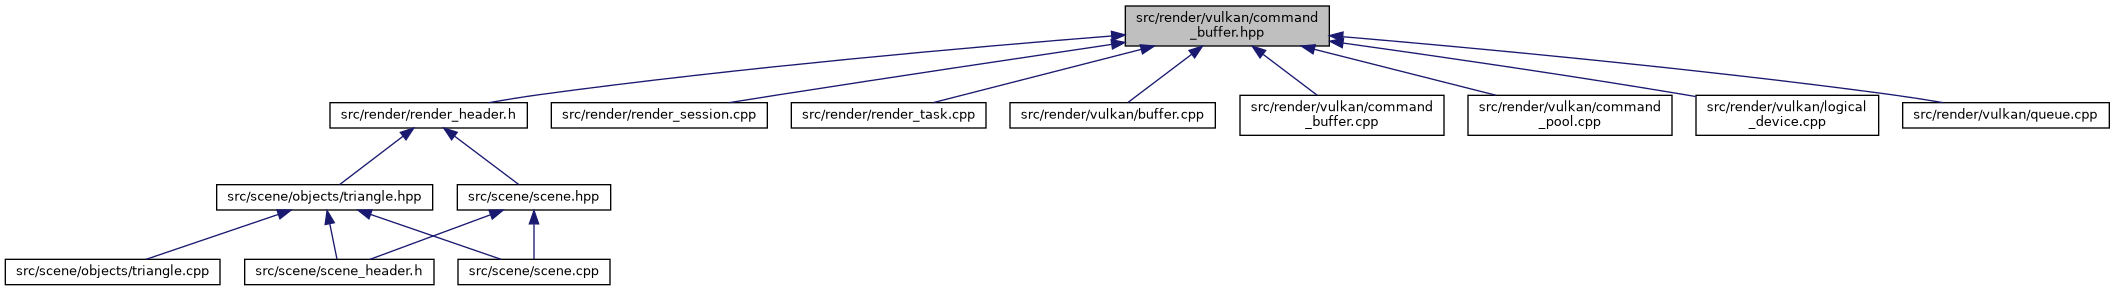 src/render/vulkan/command
_buffer.hpp
src/render/render_header.h
src/render/render_session.cpp
src/render/render_task.cpp
src/render/vulkan/buffer.cpp
src/render/vulkan/command
_buffer.cpp
src/render/vulkan/command
_pool.cpp
src/render/vulkan/logical
_device.cpp
src/render/vulkan/queue.cpp
src/scene/objects/triangle.hpp
src/scene/scene.hpp
src/scene/objects/triangle.cpp
src/scene/scene_header.h
src/scene/scene.cpp